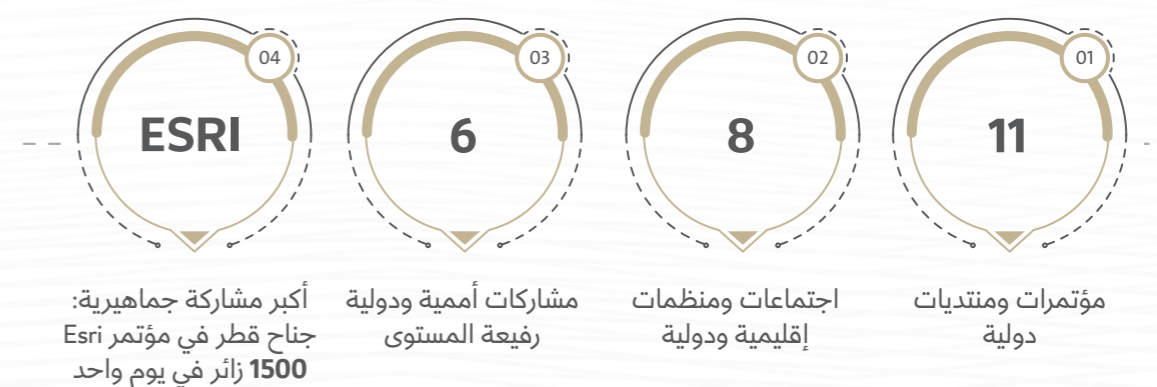 01
11
مؤتمرات ومنتديات
دولية
02
8
اجتماعات ومنظمات
إقليمية ودولية
03
6
مشاركات أممية ودولية
رفيعة المستوى
04
ESRI
أكبر مشاركة جماهيرية:
جناح قطر في مؤتمر Esri
1500 زائر في يوم واحد